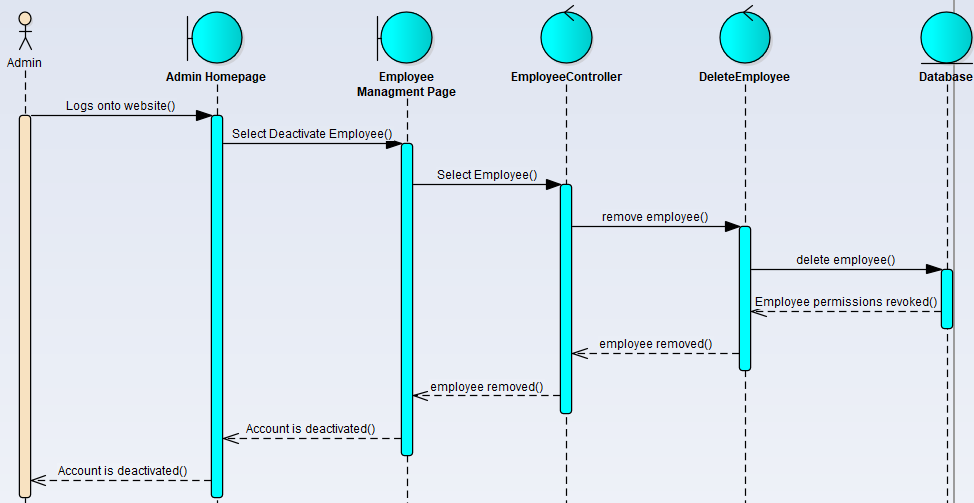 Admin
Admin Homepage
Employee
Managment Page
EmployeeController
DeleteEmployee
Database
Logs onto website()
Select Deactivate Employee()
Select Employee()
remove employee()
delete employee()
Employee permissions revoked()
employee removed()
employee removed()
Account is deactivated()
Account is deactivated()